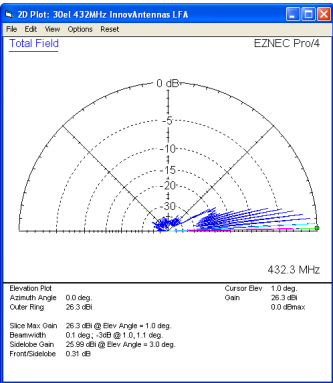 2D Plot: 30el 432MHz InnovAntennas LFA
File Edit View Options Reset
Total Field
EZNEC Pro/4
0 dB
-5
-10
-15
-20
-30
432.3 MHz
Elevation Plot
Azimuth Angle 0.0 deg.
Outer Ring 26.3 dBi
Cursor Elev 1.0 deg.
Gain 26.3 dBi
0.0 dBmax
Slice Max Gain 26.3 dBi @ Elev Angle = 1.0 deg.
Beamwidth 0.1 deg.; -3dB @ 1.0, 1.1 deg.
Sidelobe Gain 25.99 dBi @ Elev Angle = 3.0 deg.
Front/Sidelobe 0.31 dB